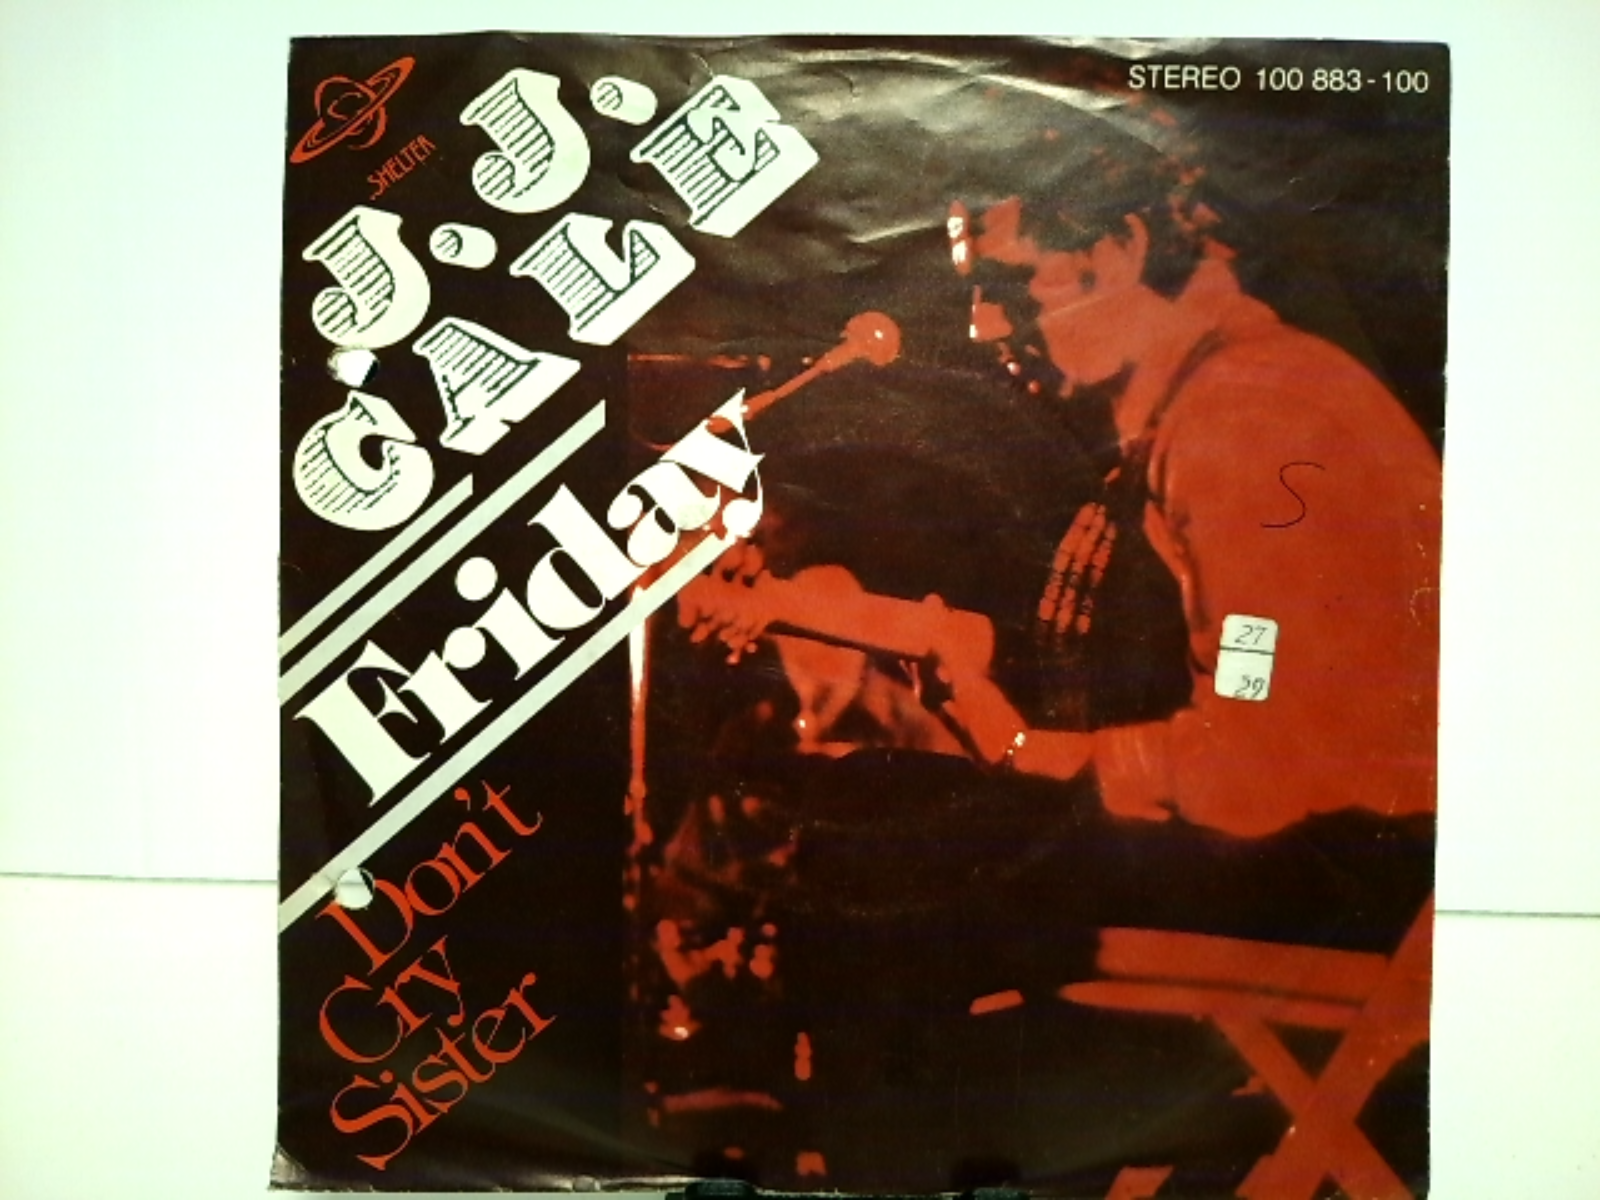 STEREO 100 883-100
SHELTER
J.J.
CALE
Friday
Don't
Cry
Sister
S
27
29